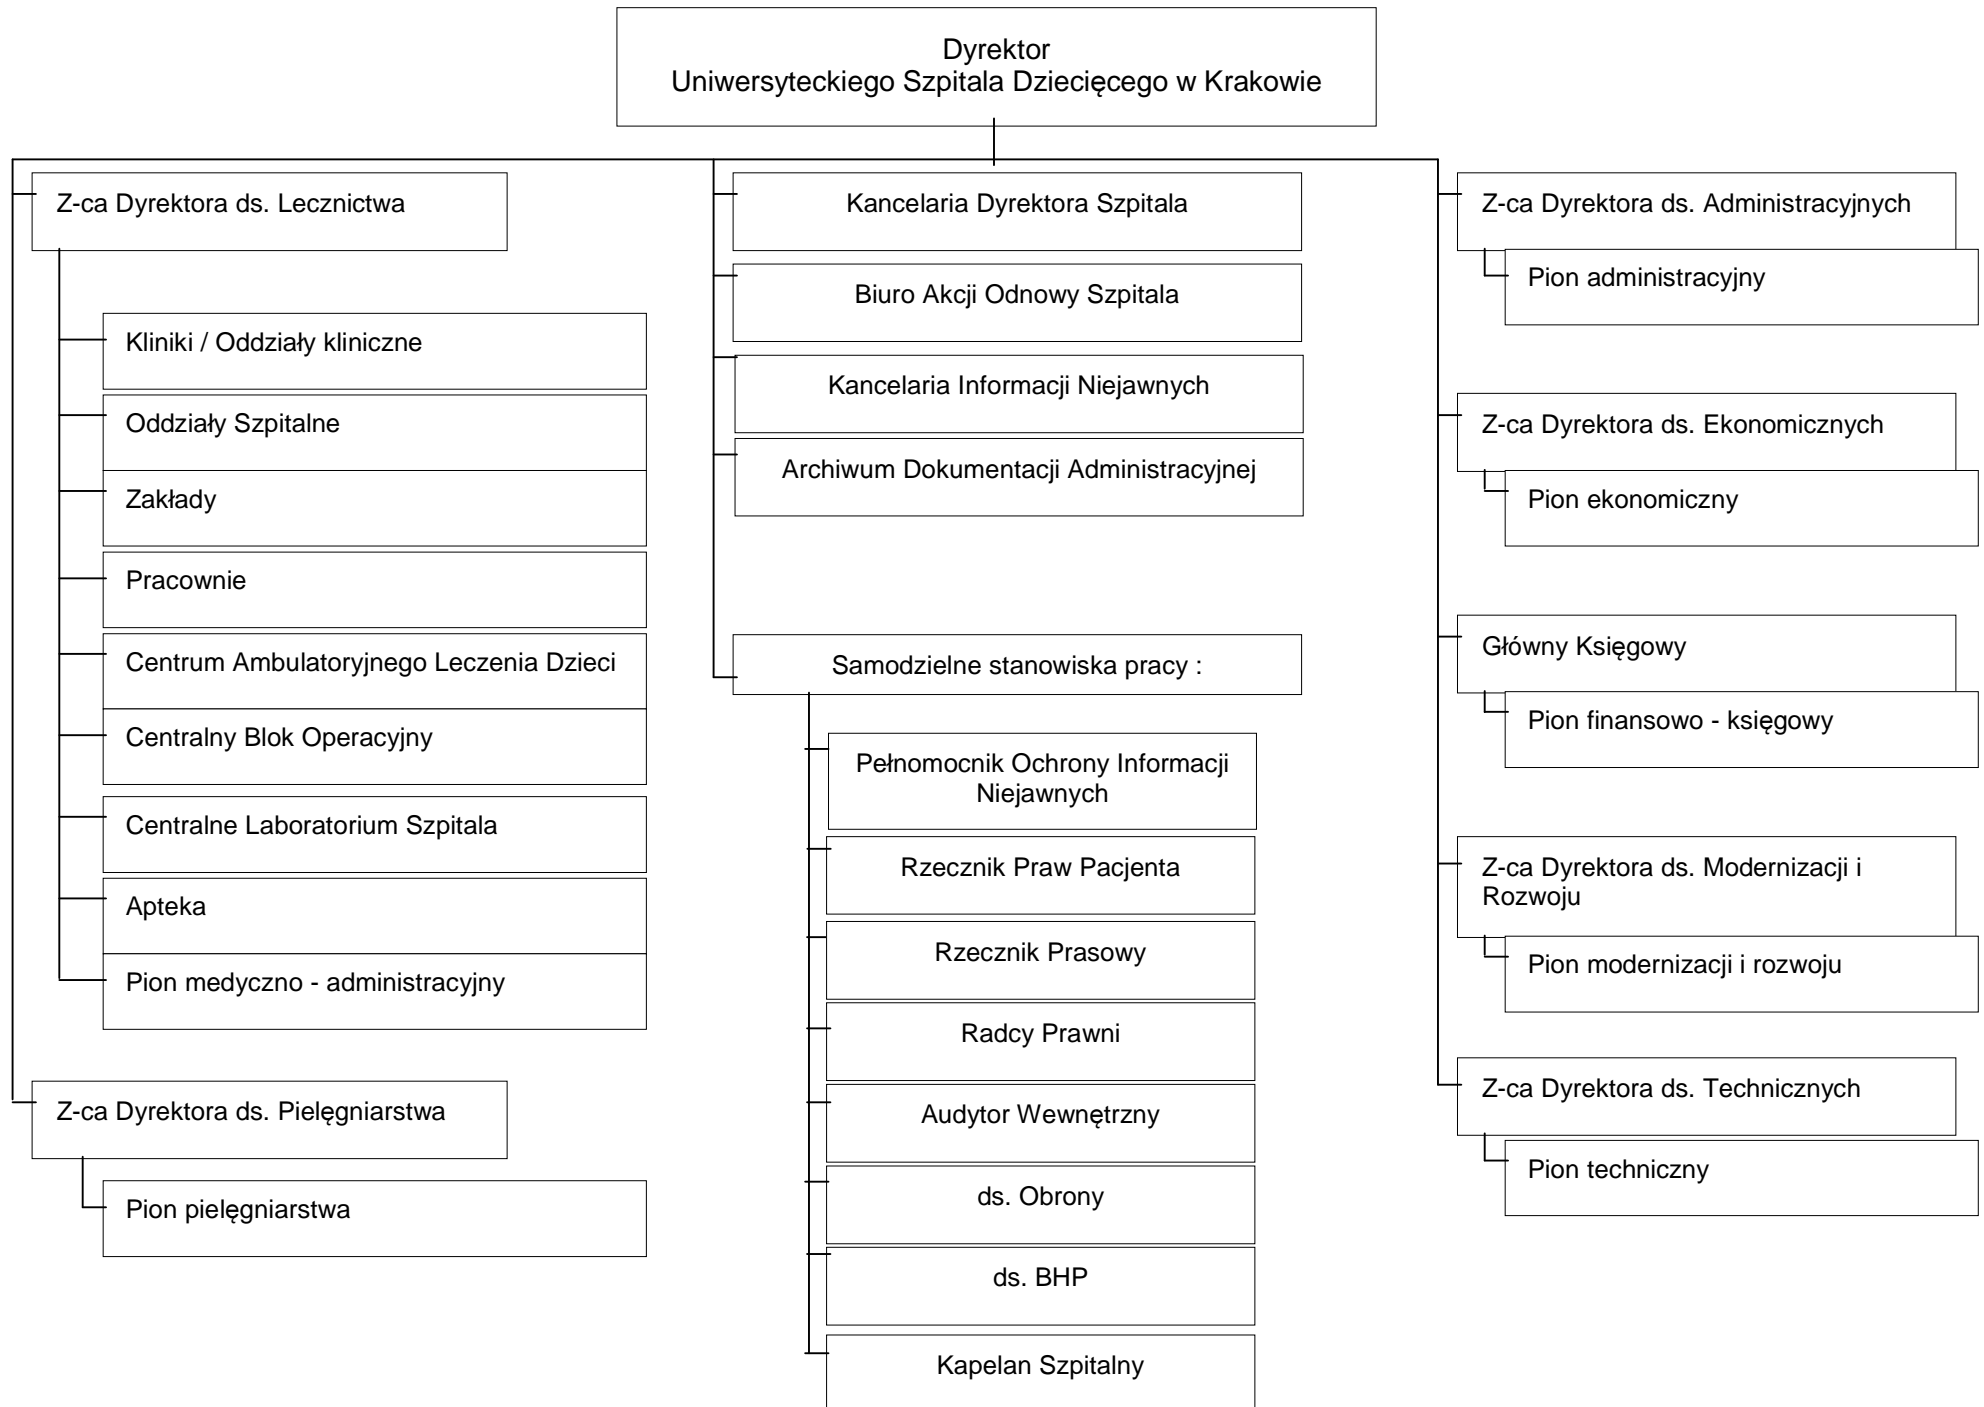 Dyrektor
Uniwersyteckiego Szpitala Dziecięcego w Krakowie
Z-ca Dyrektora ds. Lecznictwa
Kliniki / Oddziały kliniczne
Oddziały Szpitalne
Zakłady
Pracownie
Centrum Ambulatoryjnego Leczenia Dzieci
Centralny Blok Operacyjny
Centralne Laboratorium Szpitala
Apteka
Pion medyczno - administracyjny
Z-ca Dyrektora ds. Pielęgniarstwa
Pion pielęgniarstwa
Kancelaria Dyrektora Szpitala
Biuro Akcji Odnowy Szpitala
Kancelaria Informacji Niejawnych
Archiwum Dokumentacji Administracyjnej
Samodzielne stanowiska pracy :
Pełnomocnik Ochrony Informacji
Niejawnych
Rzecznik Praw Pacjenta
Rzecznik Prasowy
Radcy Prawni
Audytor Wewnętrzny
ds. Obrony
ds. BHP
Kapelan Szpitalny
Z-ca Dyrektora ds. Administracyjnych
Pion administracyjny
Z-ca Dyrektora ds. Ekonomicznych
Pion ekonomiczny
Główny Księgowy
Pion finansowo - księgowy
Z-ca Dyrektora ds. Modernizacji i
Rozwoju
Pion modernizacji i rozwoju
Z-ca Dyrektora ds. Technicznych
Pion techniczny